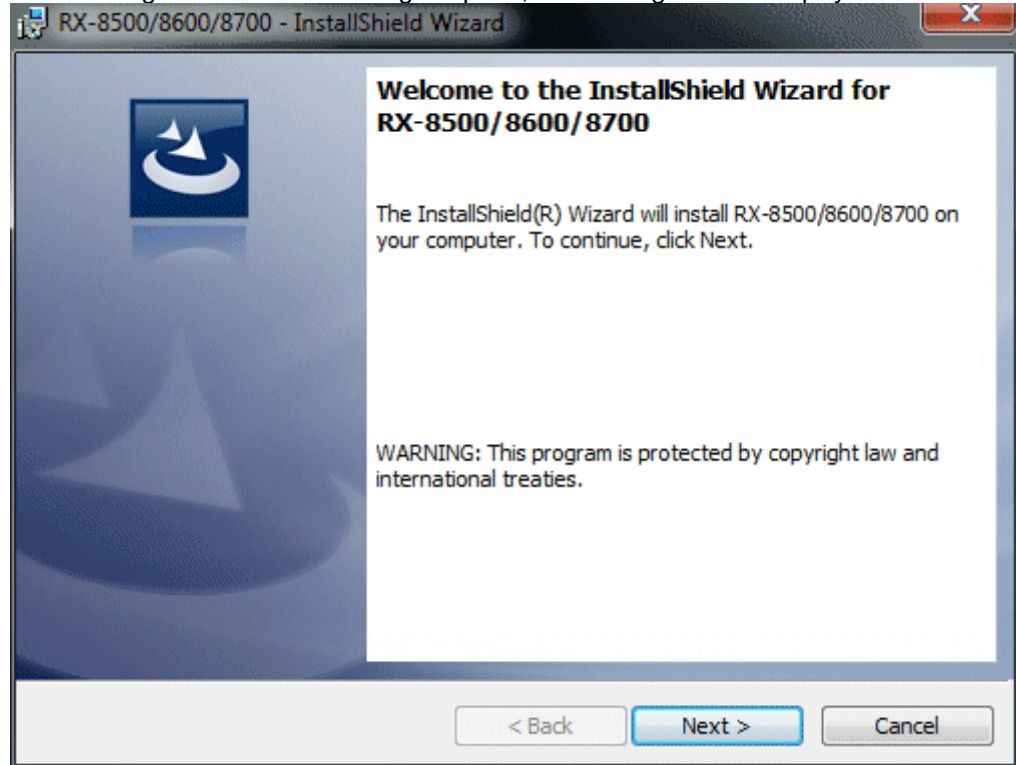 RX-8500/8600/8700 - InstallShield Wizard
Welcome to the InstallShield Wizard for
RX-8500/8600/8700
The InstallShield(R) Wizard will install RX-8500/8600/8700 on
your computer. To continue, click Next.
WARNING: This program is protected by copyright law and
international treaties.
< Back
Next >
Cancel